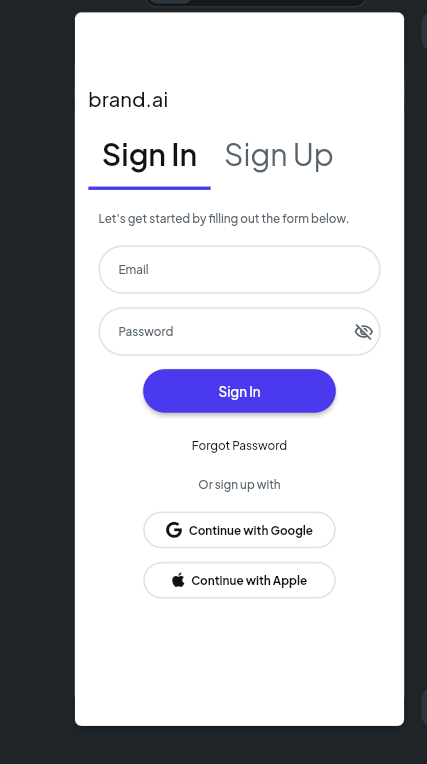 brand.ai
Sign In Sign Up
Let's get started by filling out the form below.
Email
Password
Sign In
Forgot Password
Or sign up with
Continue with Google
Continue with Apple